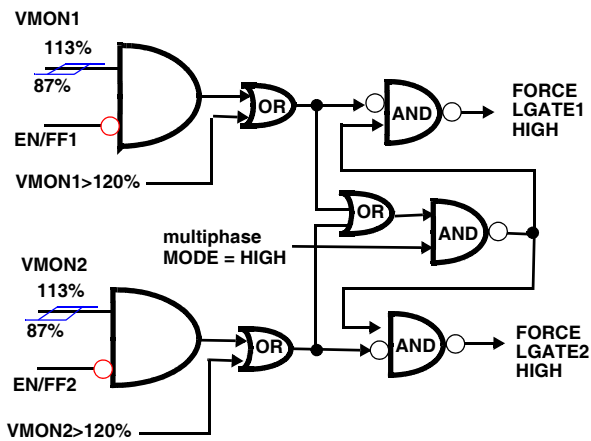 VMON1
113%
87%
EN/FF1
VMON1>120%
OR
AND
FORCE
LGATE1
HIGH
OR
AND
multiphase
MODE = HIGH
VMON2
113%
87%
EN/FF2
VMON2>120%
OR
AND
FORCE
LGATE2
HIGH